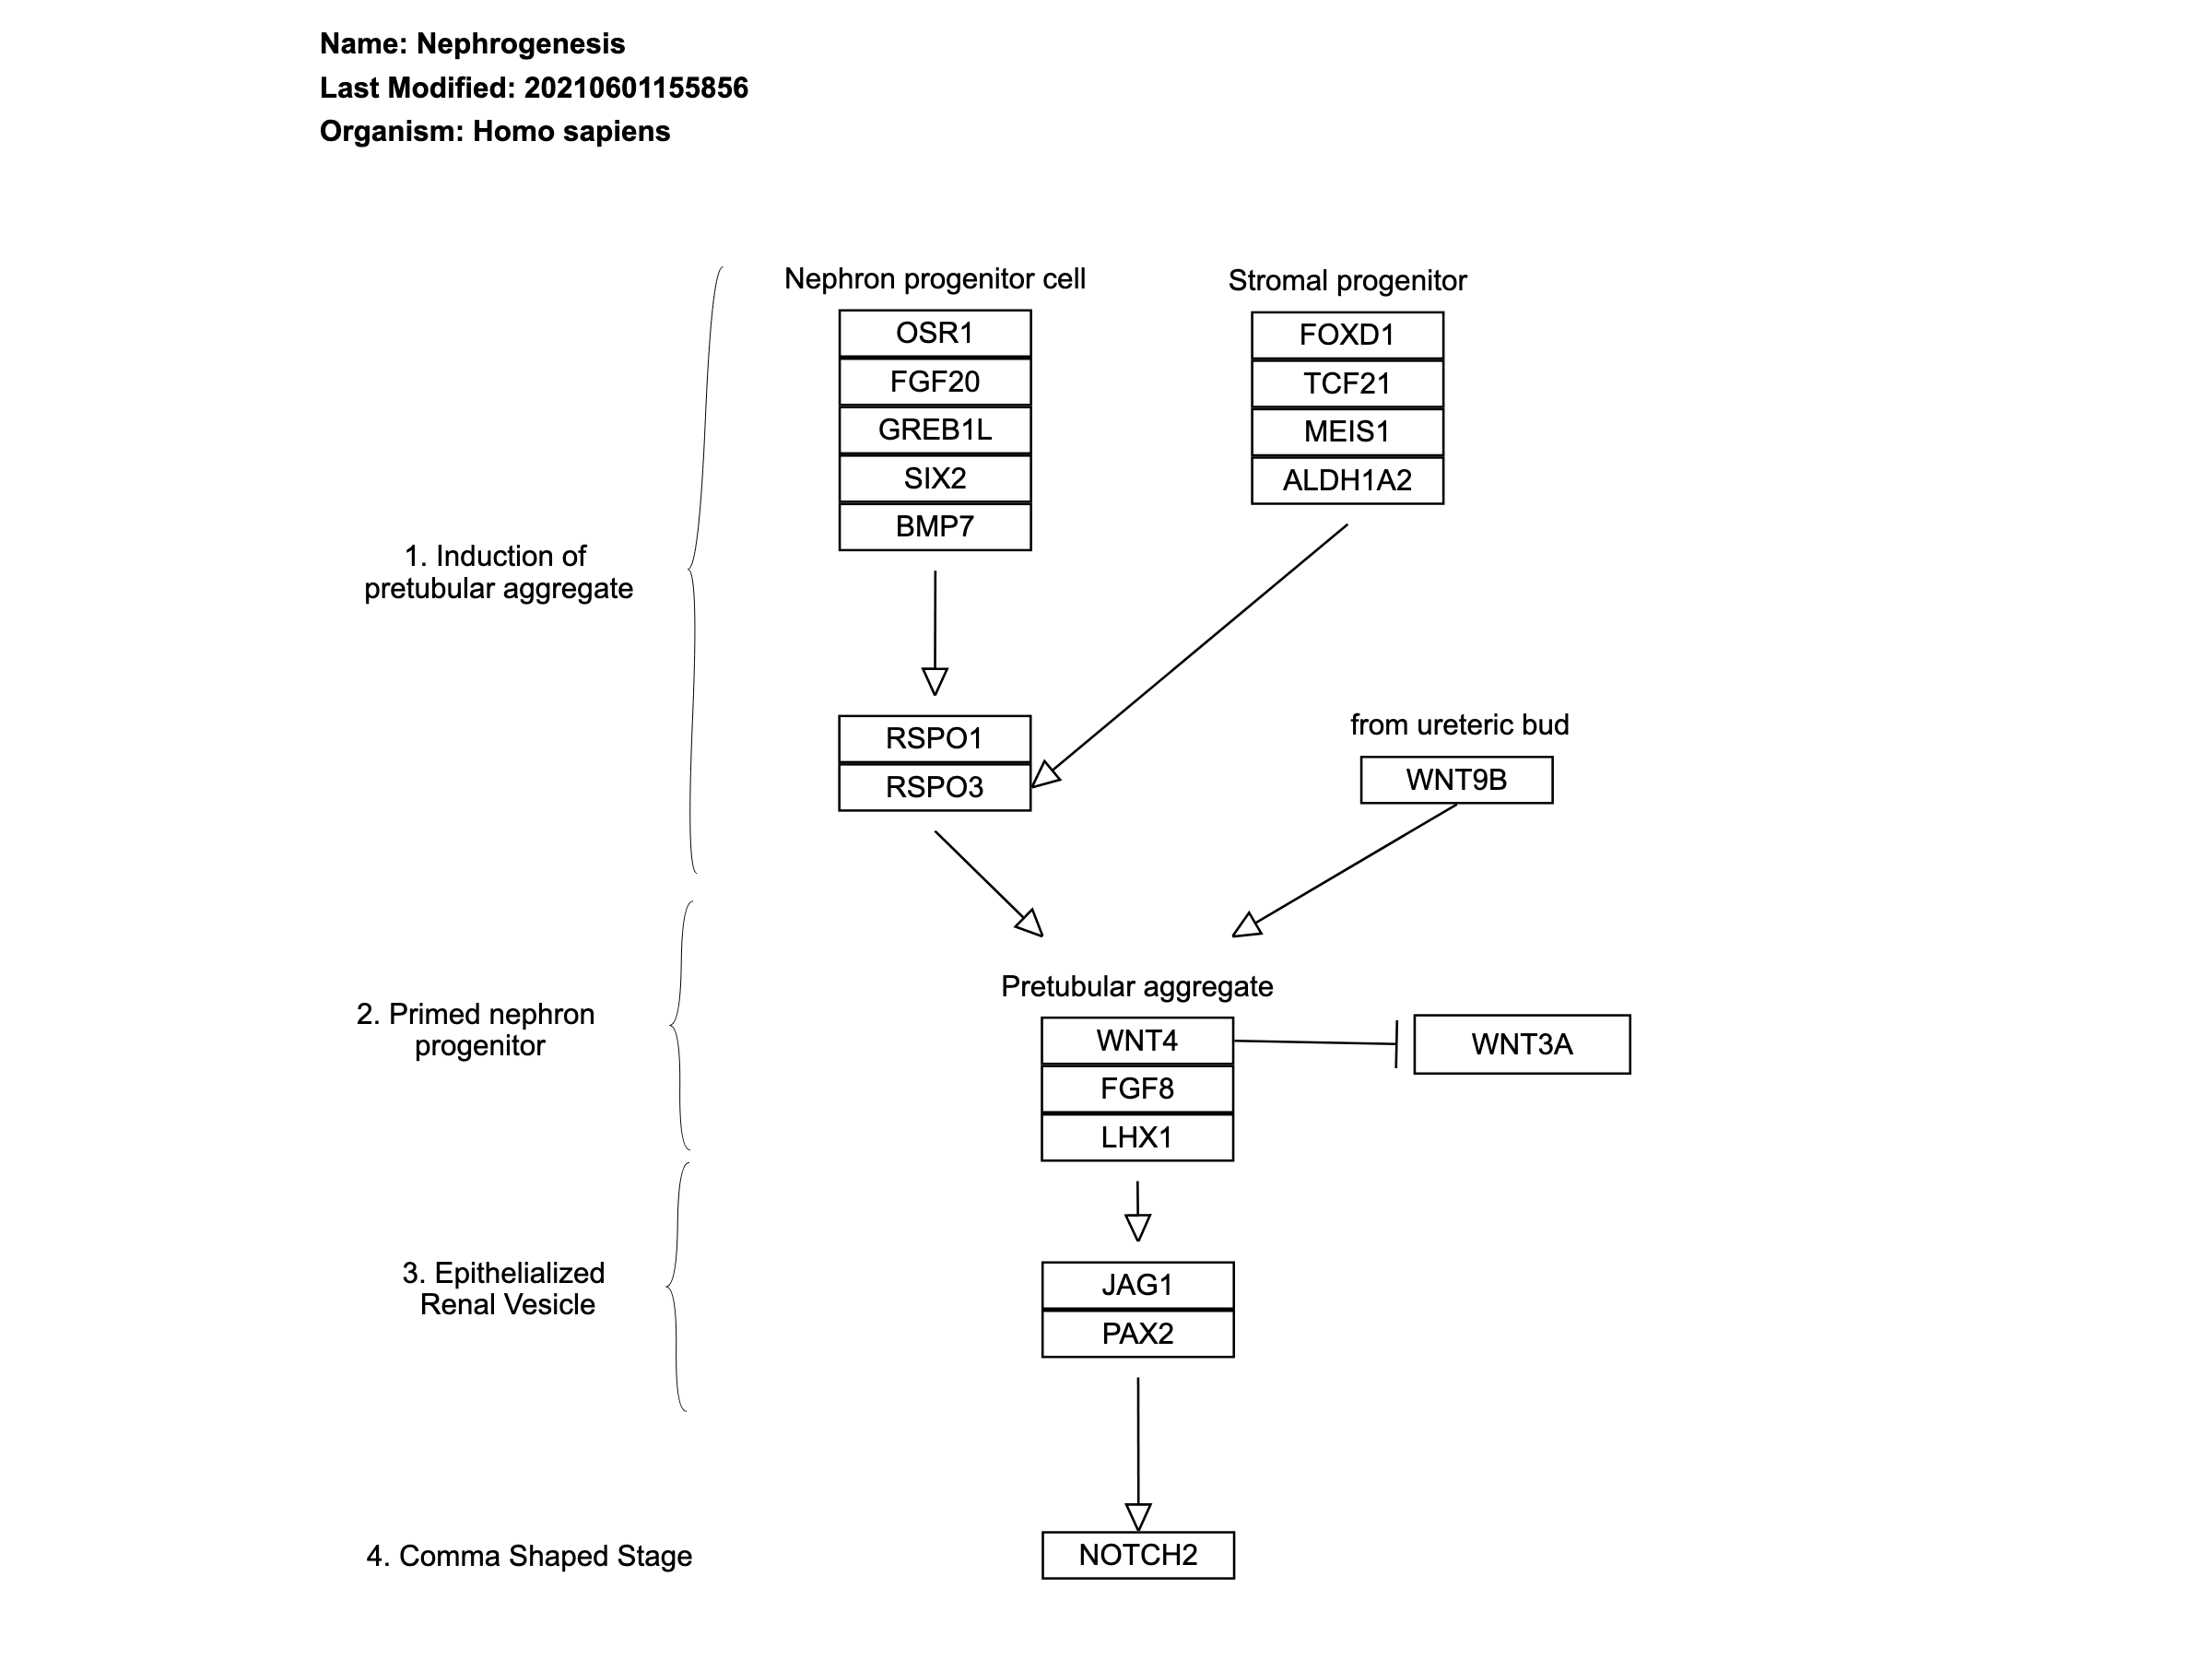 Name: Nephrogenesis
Last Modified: 20210601155856
Organism: Homo sapiens
Nephron progenitor cell
OSR1
FGF20
GREB1L
SIX2
BMP7
Stromal progenitor
FOXD1
TCF21
MEIS1
ALDH1A2
1. Induction of
pretubular aggregate
RSPO1
RSPO3
from ureteric bud
WNT9B
2. Primed nephron
progenitor
Pretubular aggregate
WNT4
FGF8
LHX1
WNT3A
3. Epithelialized
Renal Vesicle
JAG1
PAX2
4. Comma Shaped Stage
NOTCH2